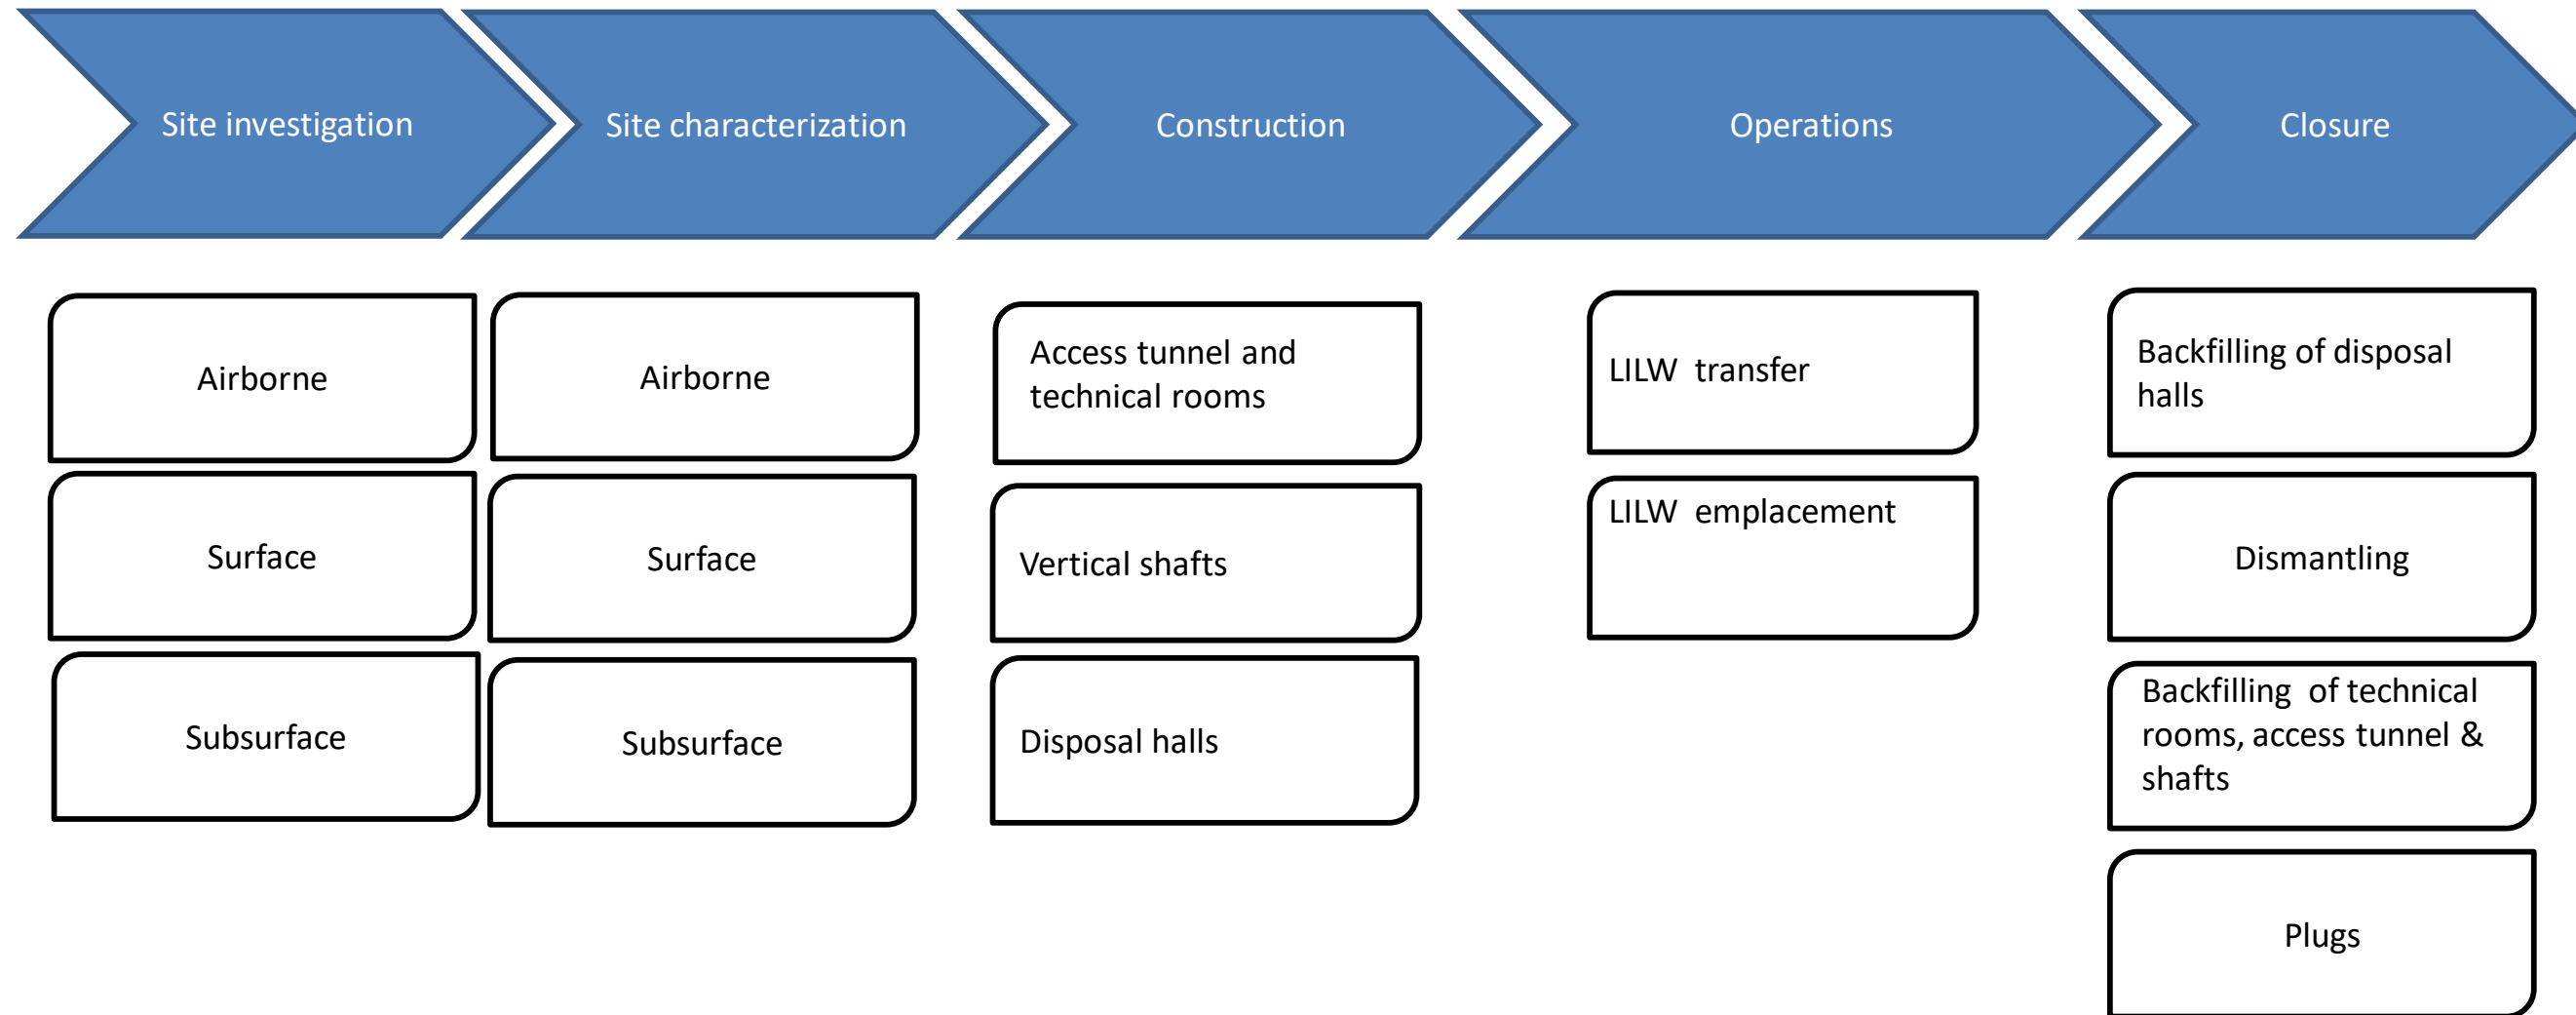 Site investigation
Site characterization
Construction
Operations
Closure
Airborne
Surface
Subsurface
Airborne
Surface
Subsurface
Access tunnel and
technical rooms
Vertical shafts
Disposal halls
LILW transfer
LILW emplacement
Backfilling of disposal
halls
Dismantling
Backfilling of technical
rooms, access tunnel &
shafts
Plugs